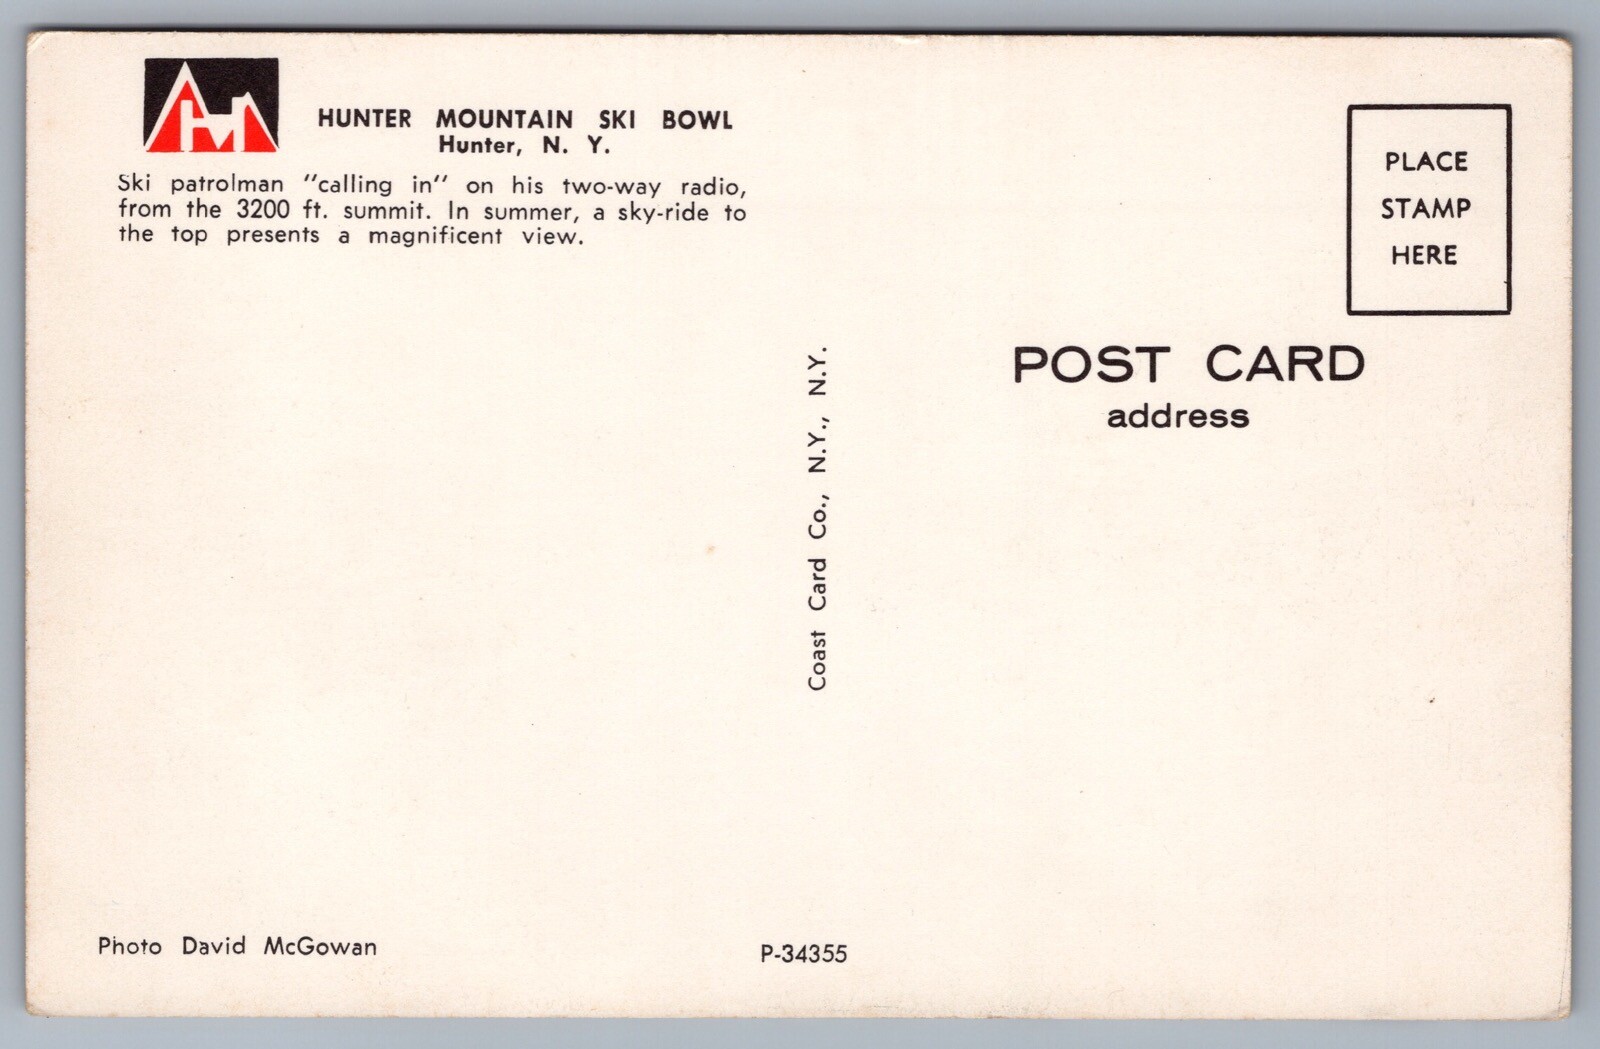 HM
HUNTER MOUNTAIN SKI BOWL
Hunter, N. Y.
Ski patrolman "calling in" on his two-way radio,
from the 3200 ft. summit. In summer, a sky-ride to
the top presents a magnificent view.
PLACE
STAMP
HERE
POST CARD
address
Coast Card Co., N.Y., N.Y.
Photo David McGowan
P-34355